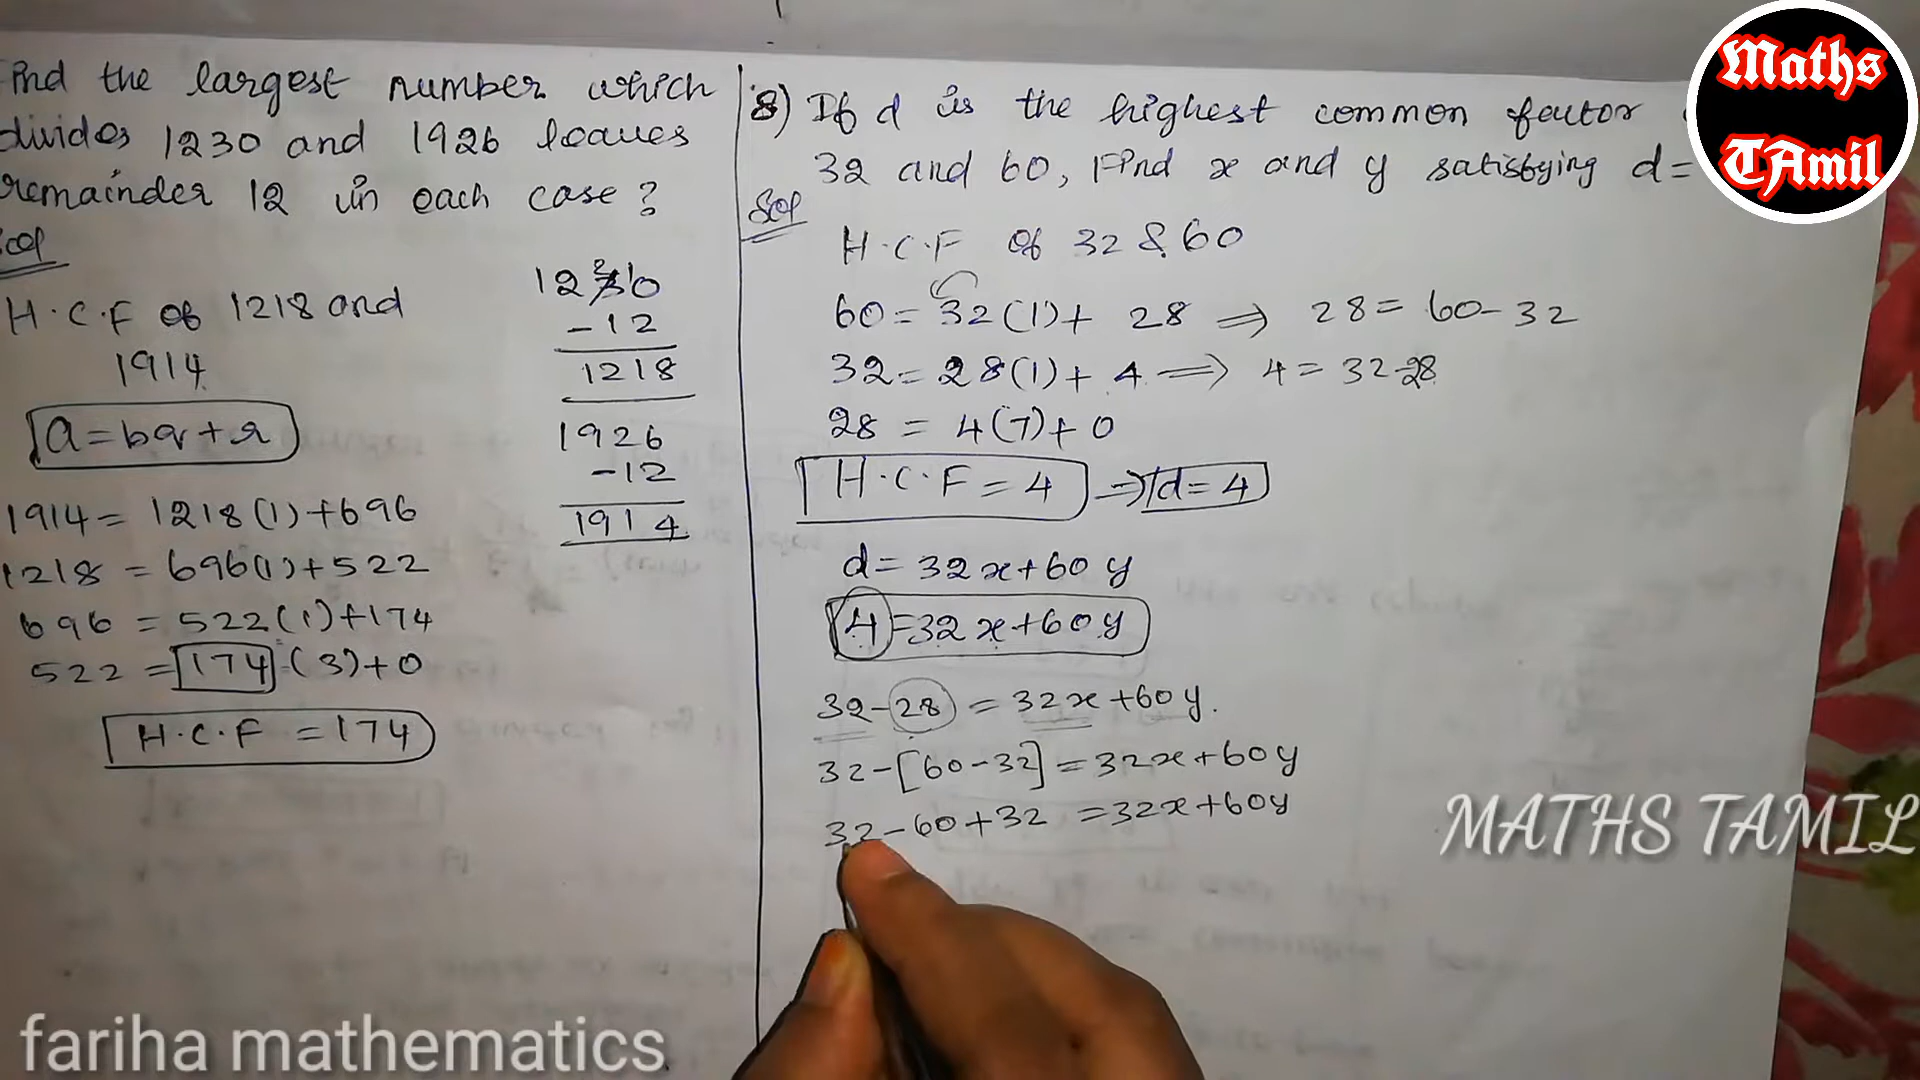 Find the largest number which
divides 1230 and 1926 leaves
remainder 12 in each case?
Sol
H.C.F of 1218 and
1914
a=bq+r
1914=1218(1)+696
1218=696(1)+522
696=522(1)+174
522=174(3)+0
H.C.F=174
1230
-12
1218
1926
-12
1914
8) If d is the highest common factor
32 and 60, Find x and y satisfying d=
Sol
H.C.F of 32 & 60
60=32(1)+28 ⇒ 28=60-32
32=28(1)+4 ⇒ 4=32-28
28=4(7)+0
H.C.F=4 ⇒ d=4
d=32x+60y
4=32x+60y
32-28=32x+60y.
32-[60-32]=32x+60y
32-60+32=32x+60y
Maths
TAmil
MATHS TAMIL
fariha mathematics